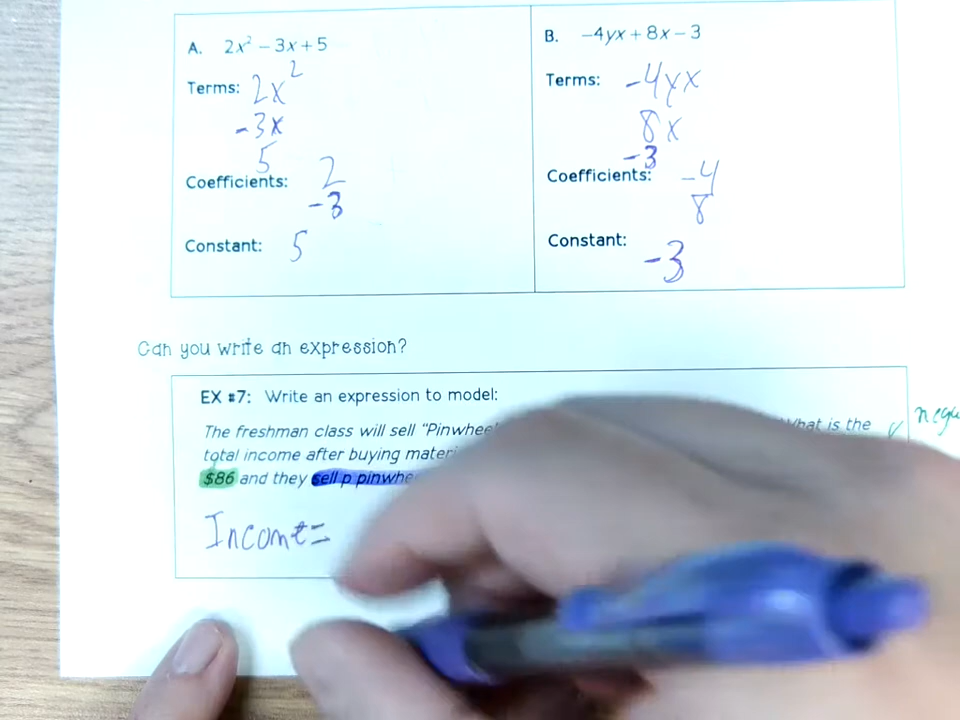 A. 2x² – 3x + 5
Terms: 2x²
-3x
5
Coefficients: 2
-3
Constant: 5
B. –4yx + 8x – 3
Terms: -4yx
8x
-3
Coefficients: -4
8
Constant: -3
Can you write an expression?
EX #7: Write an expression to model:
The freshman class will sell "Pinwhee
What is the
total income after buying mater
$86 and they sell p pinwhe
Income=